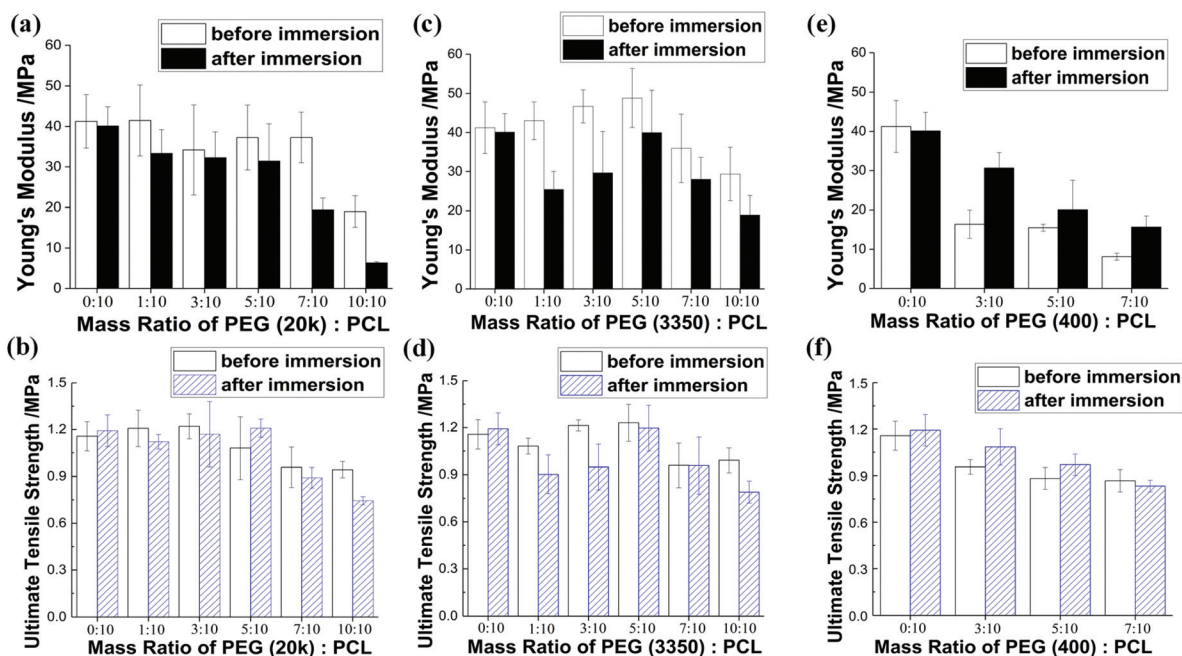 (a)
before immersion
after immersion
Young's Modulus /MPa
60
50
40
30
20
10
0
0:10 1:10 3:10 5:10 7:10 10:10
Mass Ratio of PEG (20k) : PCL
(c)
before immersion
after immersion
Young's Modulus /MPa
60
50
40
30
20
10
0
0:10 1:10 3:10 5:10 7:10 10:10
Mass Ratio of PEG (3350) : PCL
(e)
before immersion
after immersion
Young's Modulus /MPa
60
50
40
30
20
10
0
0:10 3:10 5:10 7:10
Mass Ratio of PEG (400) : PCL
(b)
before immersion
after immersion
Ultimate Tensile Strength /MPa
1.5
1.2
0.9
0.6
0.3
0.0
0:10 1:10 3:10 5:10 7:10 10:10
Mass Ratio of PEG (20k) : PCL
(d)
before immersion
after immersion
Ultimate Tensile Strength /MPa
1.5
1.2
0.9
0.6
0.3
0.0
0:10 1:10 3:10 5:10 7:10 10:10
Mass Ratio of PEG (3350) : PCL
(f)
before immersion
after immersion
Ultimate Tensile Strength /MPa
1.5
1.2
0.9
0.6
0.3
0.0
0:10 3:10 5:10 7:10
Mass Ratio of PEG (400) : PCL